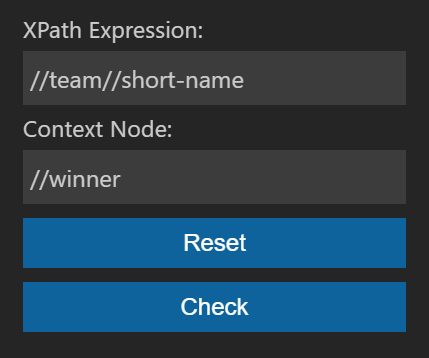 XPath Expression:
//team//short-name
Context Node:
//winner
Reset
Check